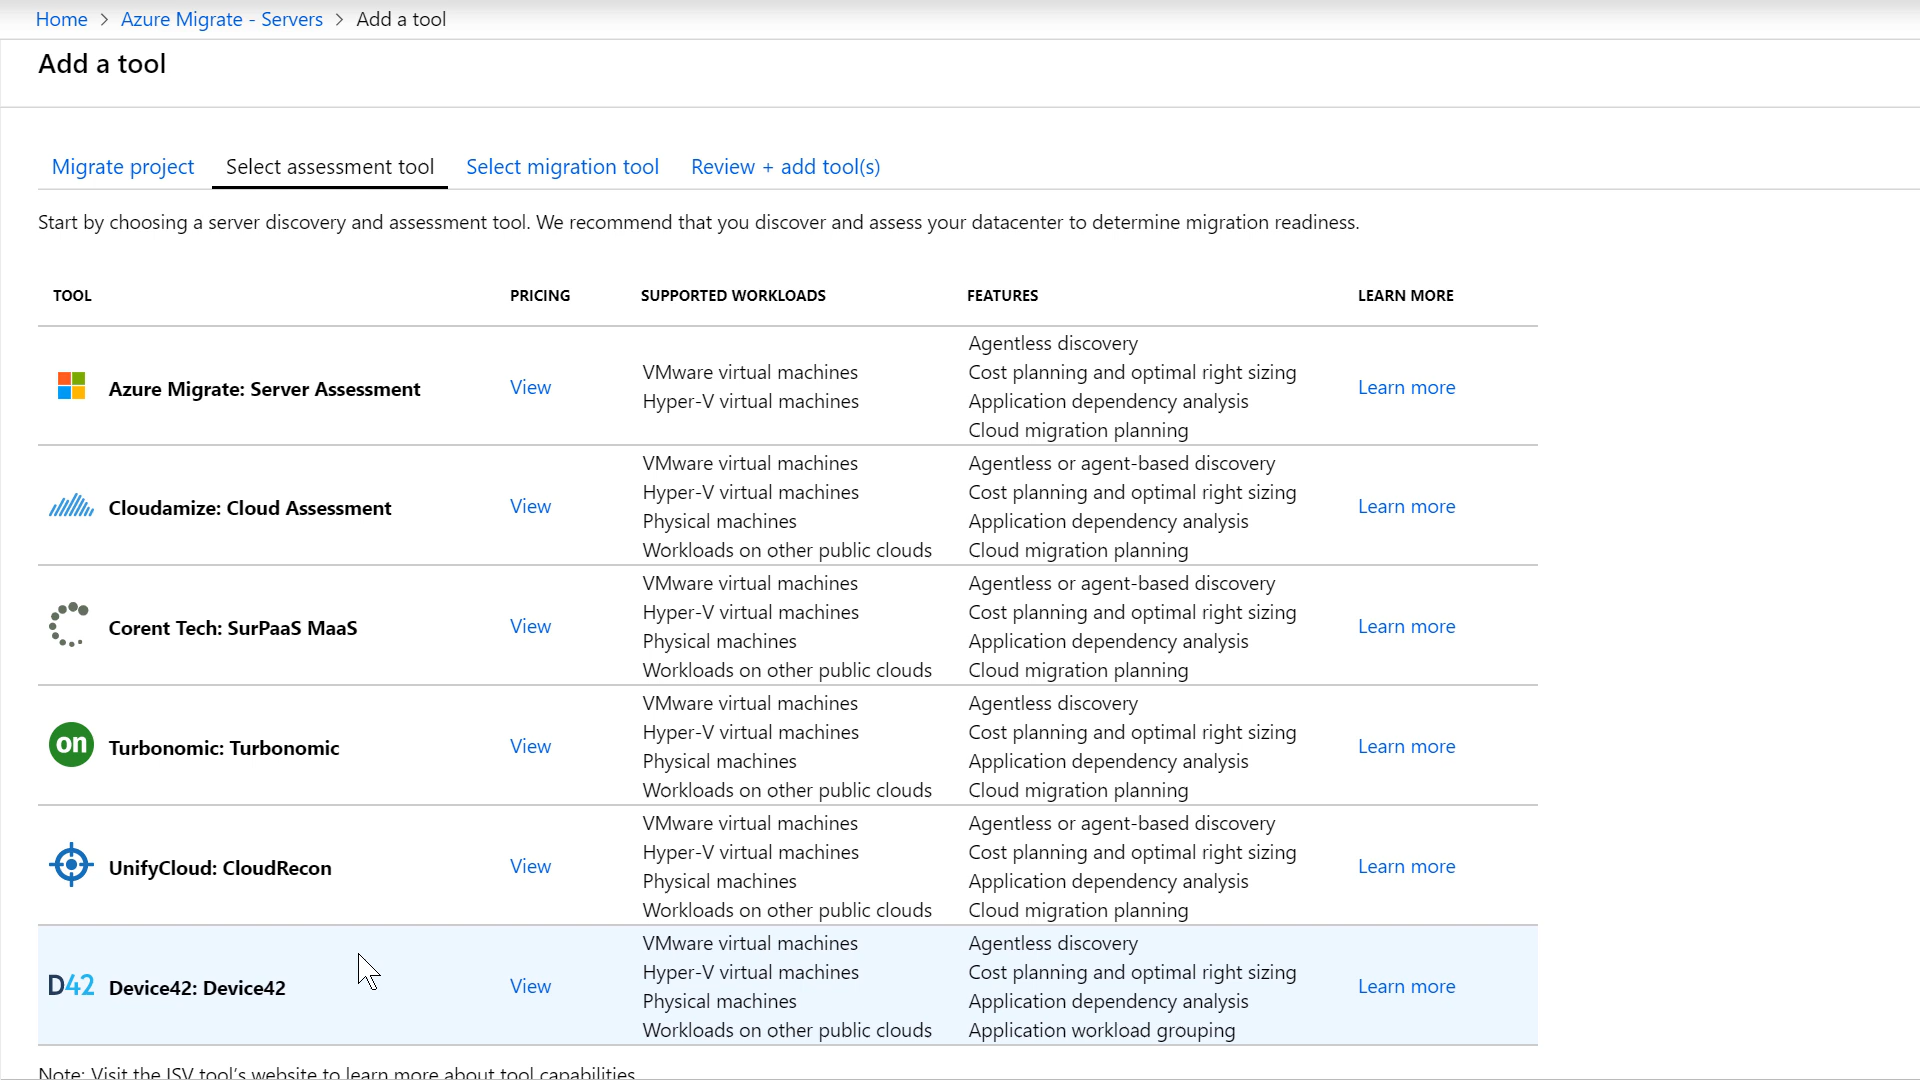 Home > Azure Migrate - Servers > Add a tool
Add a tool
Migrate project Select assessment tool Select migration tool Review + add tool(s)
Start by choosing a server discovery and assessment tool. We recommend that you discover and assess your datacenter to determine migration readiness.
TOOL PRICING SUPPORTED WORKLOADS FEATURES LEARN MORE
Azure Migrate: Server Assessment
View
VMware virtual machines
Hyper-V virtual machines
Agentless discovery
Cost planning and optimal right sizing
Application dependency analysis
Cloud migration planning
Learn more
Cloudamize: Cloud Assessment
View
VMware virtual machines
Hyper-V virtual machines
Physical machines
Workloads on other public clouds
Agentless or agent-based discovery
Cost planning and optimal right sizing
Application dependency analysis
Cloud migration planning
Learn more
Corent Tech: SurPaaS MaaS
View
VMware virtual machines
Hyper-V virtual machines
Physical machines
Workloads on other public clouds
Agentless or agent-based discovery
Cost planning and optimal right sizing
Application dependency analysis
Cloud migration planning
Learn more
on
Turbonomic: Turbonomic
View
VMware virtual machines
Hyper-V virtual machines
Physical machines
Workloads on other public clouds
Agentless discovery
Cost planning and optimal right sizing
Application dependency analysis
Cloud migration planning
Learn more
UnifyCloud: CloudRecon
View
VMware virtual machines
Hyper-V virtual machines
Physical machines
Workloads on other public clouds
Agentless or agent-based discovery
Cost planning and optimal right sizing
Application dependency analysis
Cloud migration planning
Learn more
D42
Device42: Device42
View
VMware virtual machines
Hyper-V virtual machines
Physical machines
Workloads on other public clouds
Agentless discovery
Cost planning and optimal right sizing
Application dependency analysis
Application workload grouping
Learn more
Note: Visit the ISV tool's website to learn more about tool capabilities